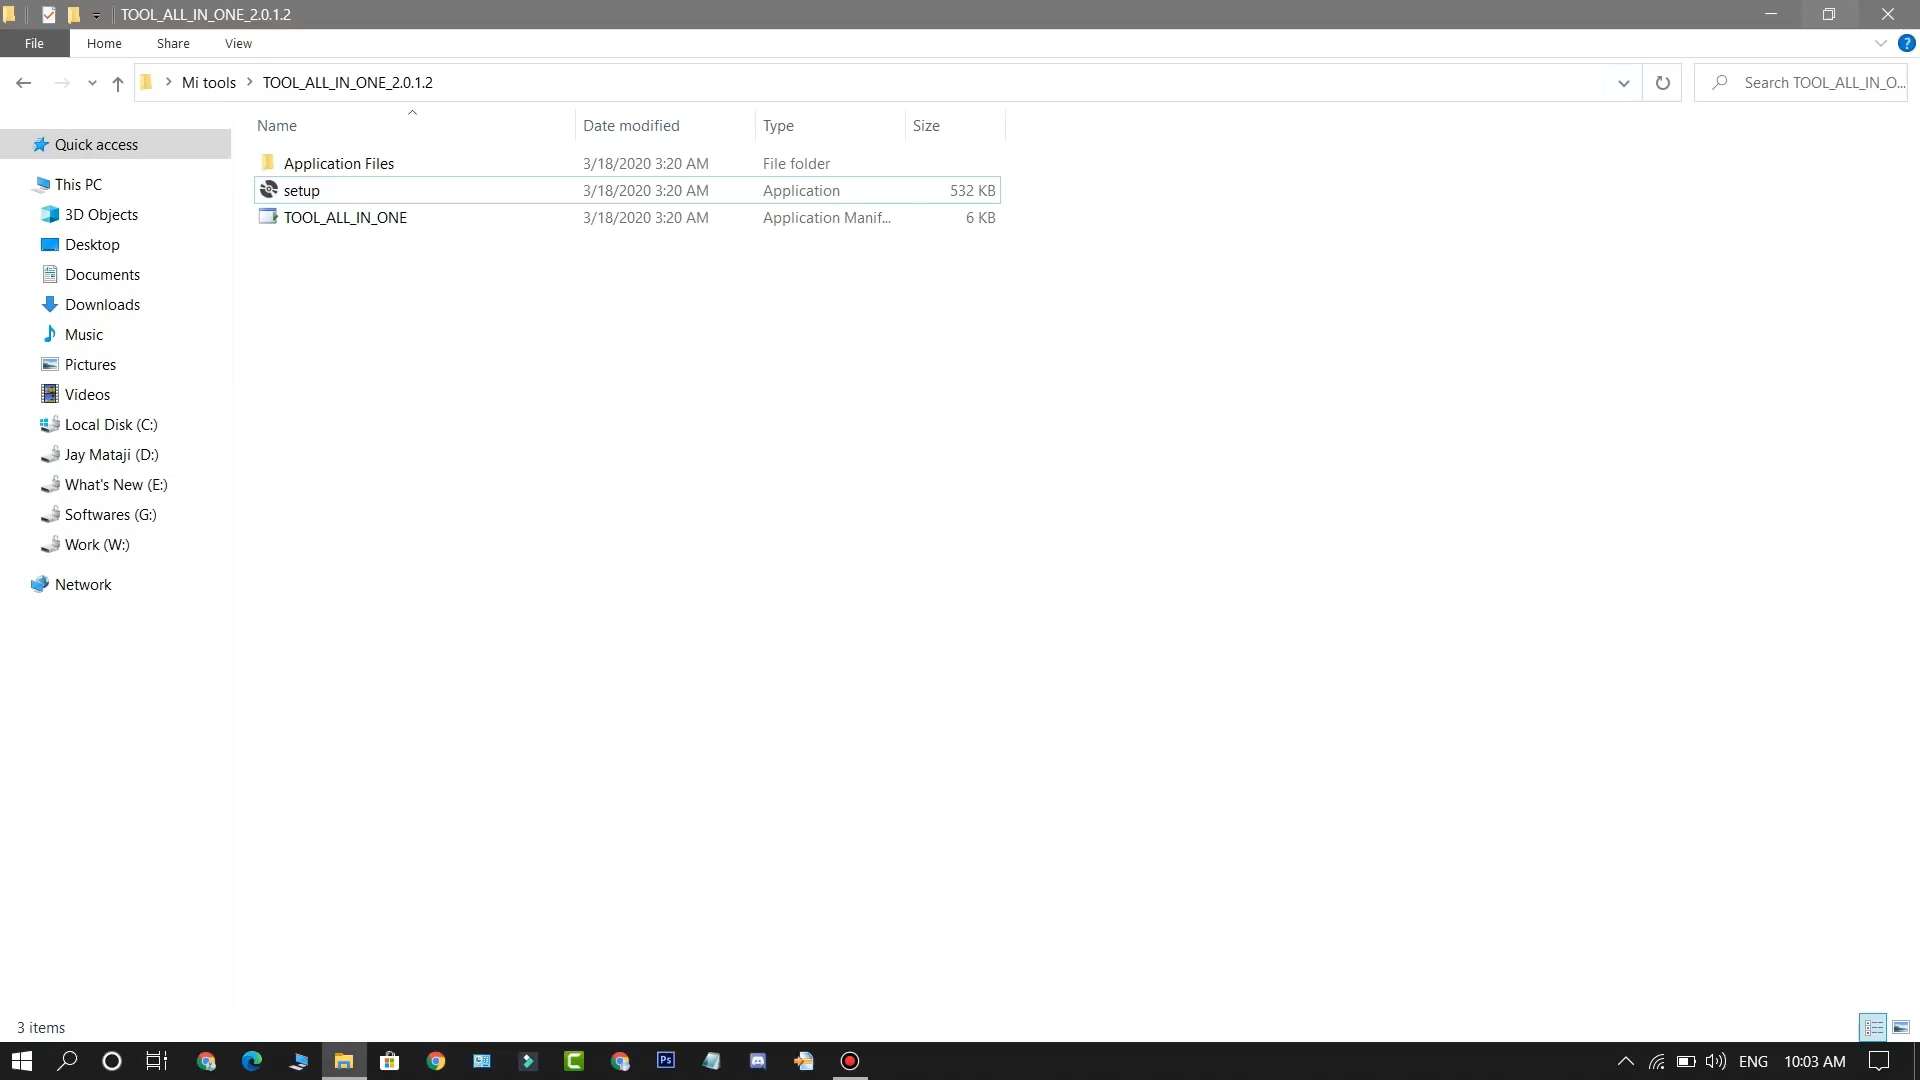 TOOL_ALL_IN_ONE_2.0.1.2
File Home Share View
Mi tools TOOL_ALL_IN_ONE_2.0.1.2 Search TOOL_ALL_IN_O...
Name Date modified Type Size
Quick access
Application Files 3/18/2020 3:20 AM File folder
setup 3/18/2020 3:20 AM Application 532 KB
TOOL_ALL_IN_ONE 3/18/2020 3:20 AM Application Manif... 6 KB
This PC
3D Objects
Desktop
Documents
Downloads
Music
Pictures
Videos
Local Disk (C:)
Jay Mataji (D:)
What's New (E:)
Softwares (G:)
Work (W:)
Network
3 items
Ps ENG 10:03 AM